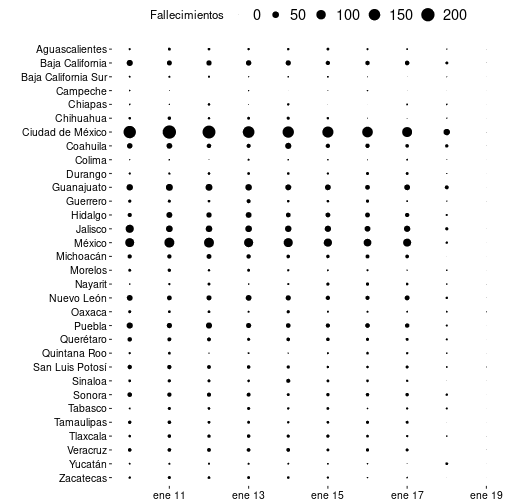 Fallecimientos 0 50 100 150 200
Aguascalientes
Baja California
Baja California Sur
Campeche
Chiapas
Chihuahua
Ciudad de México
Coahuila
Colima
Durango
Guanajuato
Guerrero
Hidalgo
Jalisco
México
Michoacán
Morelos
Nayarit
Nuevo León
Oaxaca
Puebla
Querétaro
Quintana Roo
San Luis Potosí
Sinaloa
Sonora
Tabasco
Tamaulipas
Tlaxcala
Veracruz
Yucatán
Zacatecas
ene 11 ene 13 ene 15 ene 17 ene 19